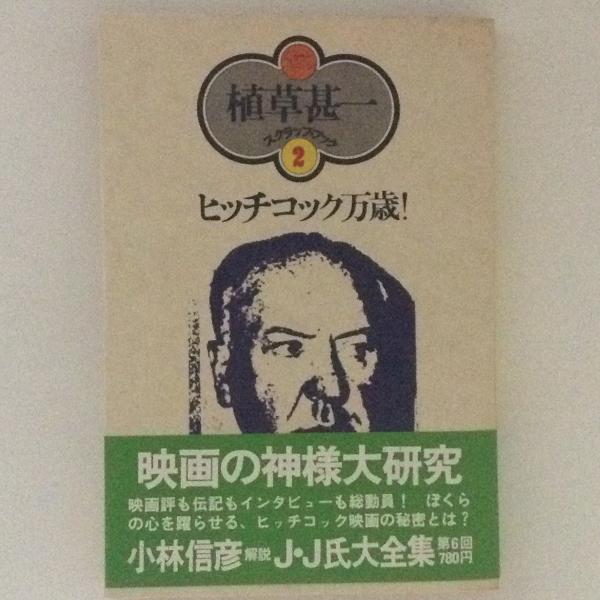 植草甚一
スクラップ・ブック
2
ヒッチコック万歳!
映画の神様大研究
映画評も伝記もインタビューも総動員! ぼくら
の心を躍らせる、ヒッチコック映画の秘密とは?
小林信彦解説 J・J氏大全集 第6回 780円